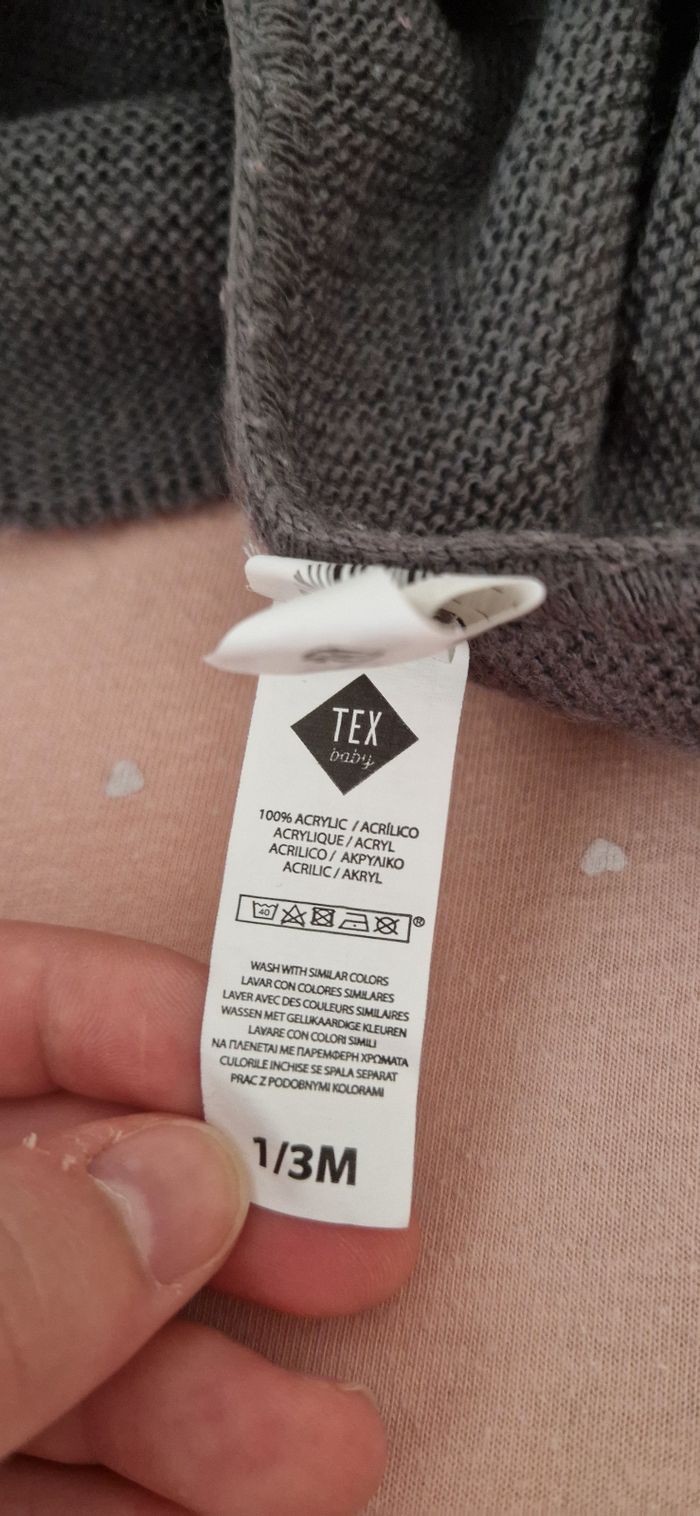 TEX
baby
100% ACRYLIC / ACRÍLICO
ACRYLIQUE / ACRYL
ACRILICO / ΑΚΡΥΛΙΚΟ
ACRILIC / AKRYL
40
®
WASH WITH SIMILAR COLORS
LAVAR CON COLORES SIMILARES
LAVER AVEC DES COULEURS SIMILAIRES
WASSEN MET GELIJKAARDIGE KLEUREN
LAVARE CON COLORI SIMILI
ΝΑ ΠΛΕΝΕΤΑΙ ΜΕ ΠΑΡΕΜΦΕΡΗ ΧΡΩΜΑΤΑ
CULORILE INCHISE SE SPALA SEPARAT
PRAC Z PODOBNYMI KOLORAMI
1/3M